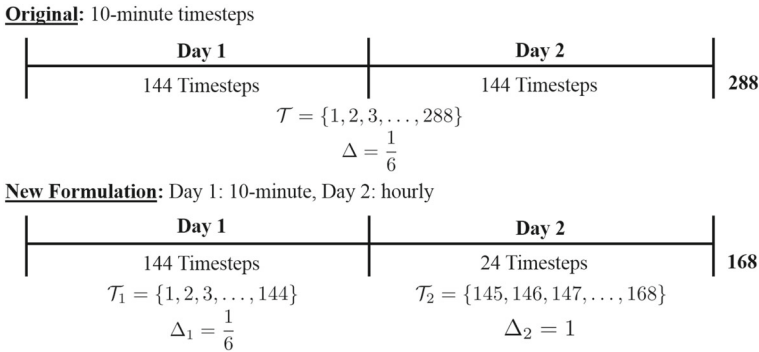 Original: 10-minute timesteps
Day 1 Day 2
144 Timesteps 144 Timesteps 288
𝒯 = {1, 2, 3, . . . , 288}
Δ = 1/6
New Formulation: Day 1: 10-minute, Day 2: hourly
Day 1 Day 2
144 Timesteps 24 Timesteps 168
𝒯₁ = {1, 2, 3, . . . , 144} 𝒯₂ = {145, 146, 147, . . . , 168}
Δ₁ = 1/6 Δ₂ = 1